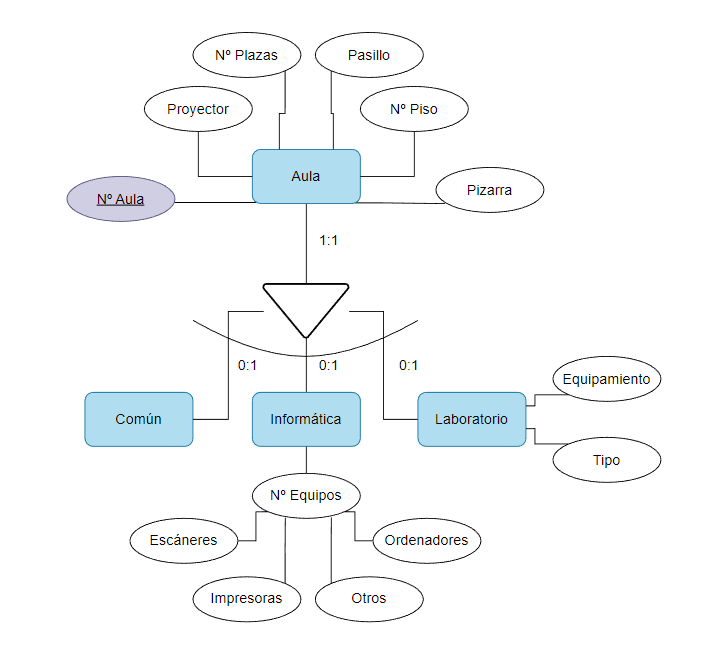 Nº Plazas
Pasillo
Proyector
Nº Piso
Aula
Nº Aula
Pizarra
1:1
0:1
0:1
0:1
Común
Informática
Laboratorio
Equipamiento
Tipo
Nº Equipos
Escáneres
Ordenadores
Impresoras
Otros